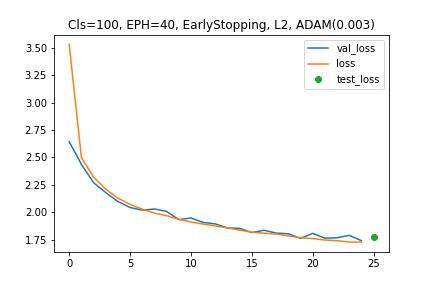 Cls=100, EPH=40, EarlyStopping, L2, ADAM(0.003)
val_loss
loss
test_loss
3.50
3.25
3.00
2.75
2.50
2.25
2.00
1.75
0 5 10 15 20 25